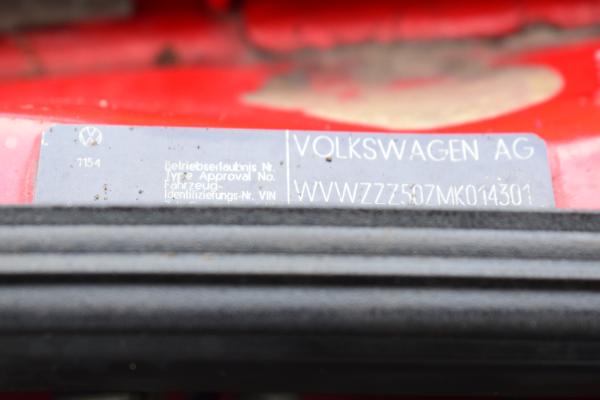 1154
Betriebserlaubnis Nr.
Type Approval No.
Fahrzeug-
Identifizierungs-Nr. VIN
VOLKSWAGEN AG
WVWZZZ50ZMK014301